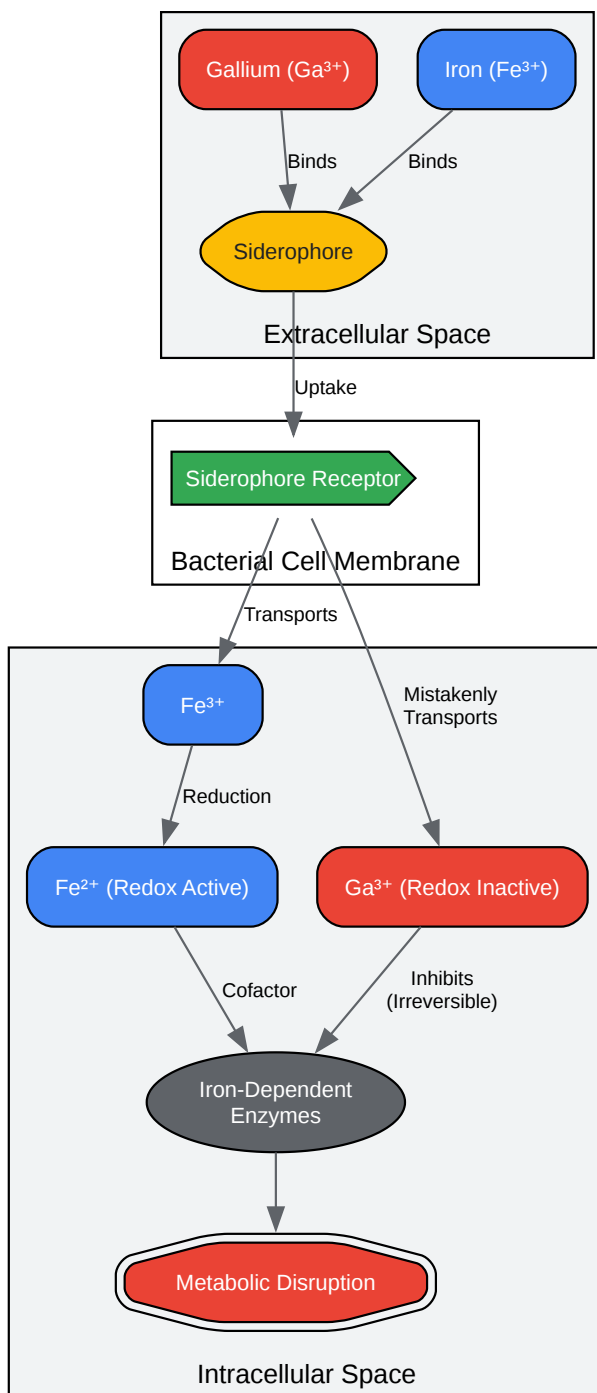 Gallium (Ga³⁺)
Iron (Fe³⁺)
Binds
Binds
Siderophore
Extracellular Space
Uptake
Siderophore Receptor
Bacterial Cell Membrane
Transports
Mistakenly
Transports
Fe³⁺
Reduction
Fe²⁺ (Redox Active)
Ga³⁺ (Redox Inactive)
Cofactor
Inhibits
(Irreversible)
Iron-Dependent
Enzymes
Metabolic Disruption
Intracellular Space